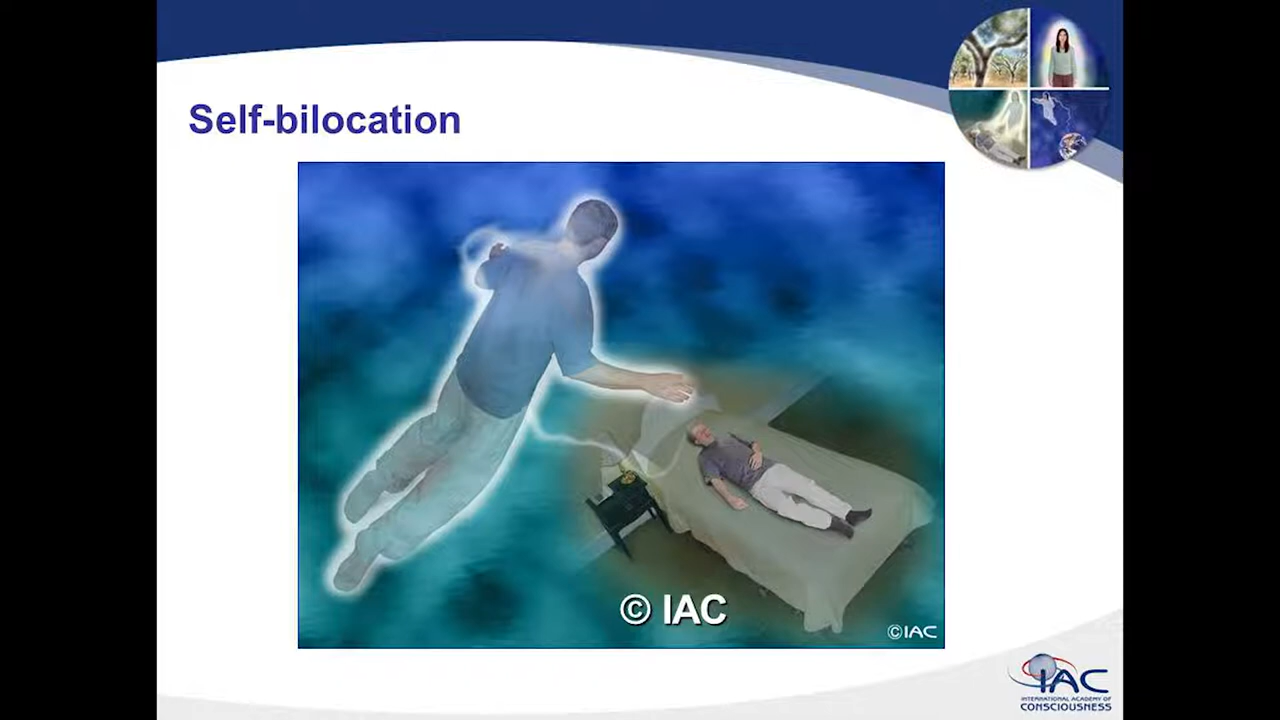 Self-bilocation
© IAC
©IAC
IAC
INTERNATIONAL ACADEMY OF
CONSCIOUSNESS